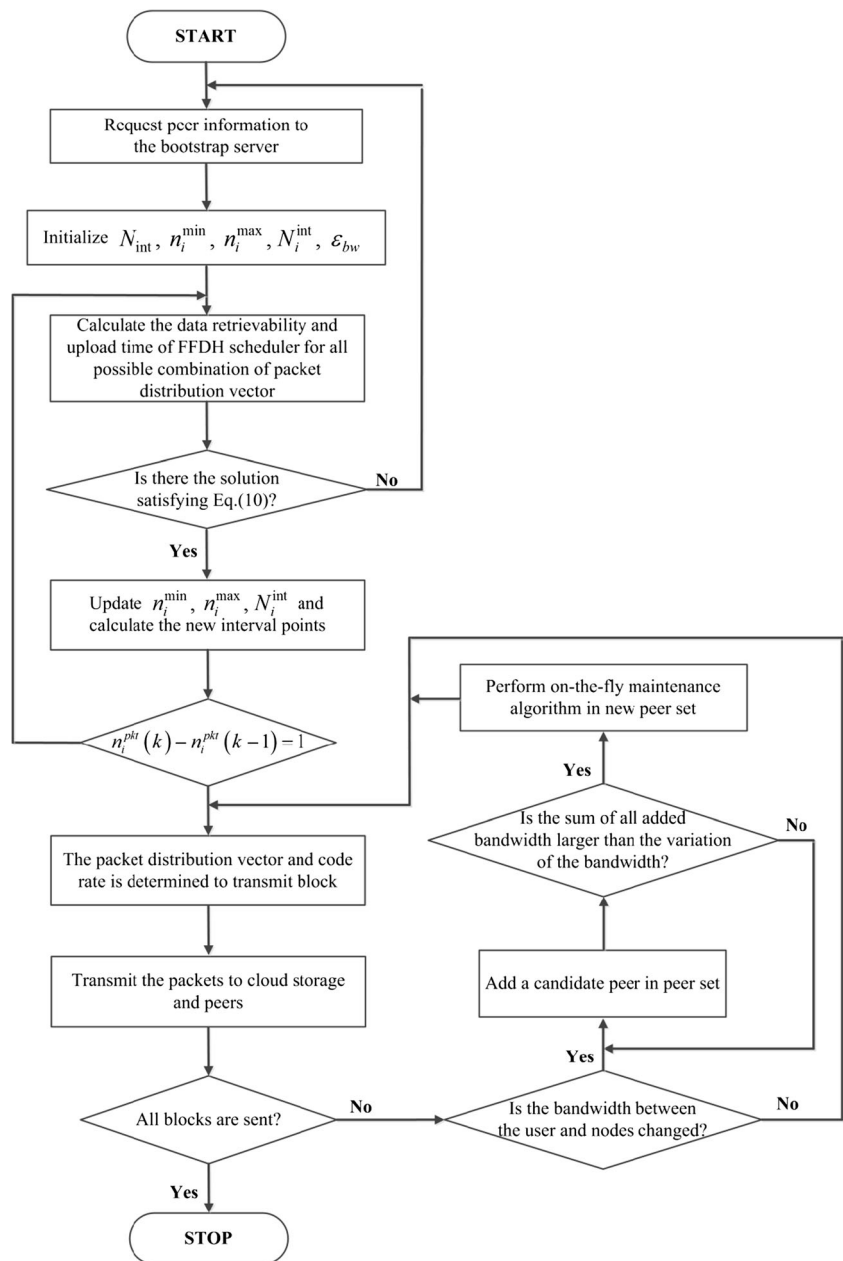 START
Request peer information to
the bootstrap server
Initialize N_int, n_i^min, n_i^max, N_i^int, ε_bw
Calculate the data retrievability and
upload time of FFDH scheduler for all
possible combination of packet
distribution vector
Is there the solution
satisfying Eq.(10)?
No
Yes
Update n_i^min, n_i^max, N_i^int and
calculate the new interval points
n_i^pkt(k)−n_i^pkt(k−1)=1
The packet distribution vector and code
rate is determined to transmit block
Transmit the packets to cloud storage
and peers
All blocks are sent?
No
Yes
STOP
Perform on-the-fly maintenance
algorithm in new peer set
Yes
Is the sum of all added
bandwidth larger than the variation
of the bandwidth?
No
Add a candidate peer in peer set
Yes
Is the bandwidth between
the user and nodes changed?
No